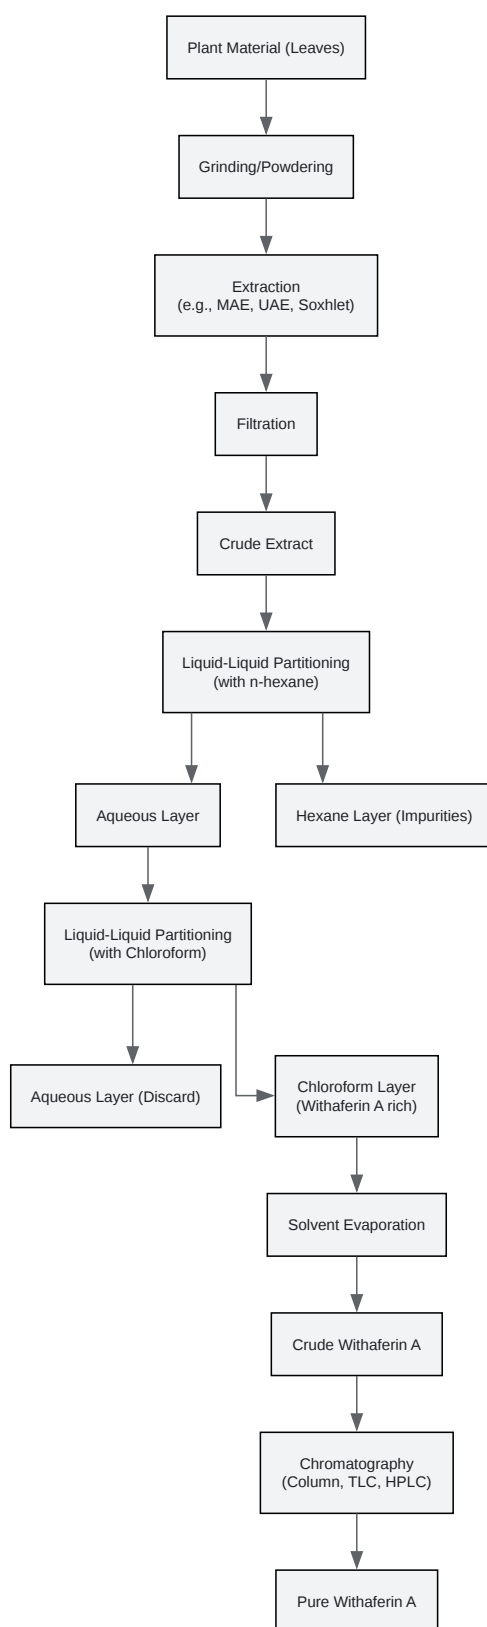 Plant Material (Leaves)
Grinding/Powdering
Extraction
(e.g., MAE, UAE, Soxhlet)
Filtration
Crude Extract
Liquid-Liquid Partitioning
(with n-hexane)
Aqueous Layer
Hexane Layer (Impurities)
Liquid-Liquid Partitioning
(with Chloroform)
Aqueous Layer (Discard)
Chloroform Layer
(Withaferin A rich)
Solvent Evaporation
Crude Withaferin A
Chromatography
(Column, TLC, HPLC)
Pure Withaferin A